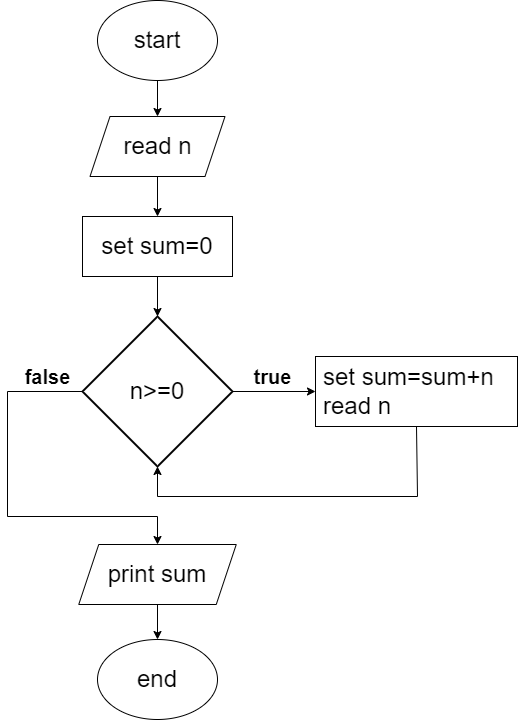 start
read n
set sum=0
n>=0
false
true
set sum=sum+n
read n
print sum
end